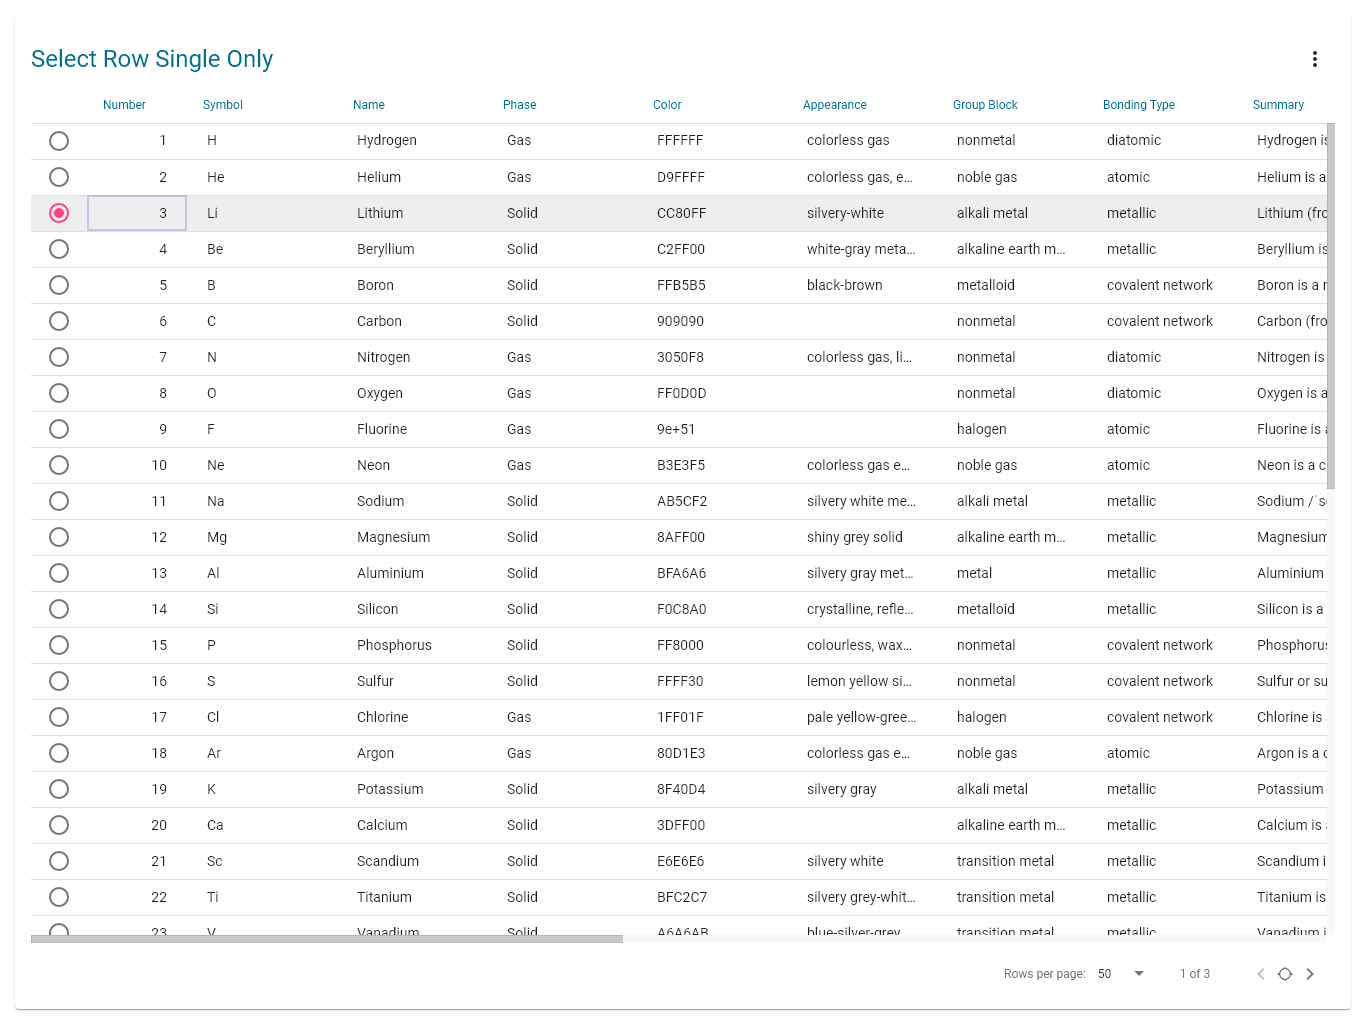 Select Row Single Only
Number Symbol Name Phase Color Appearance Group Block Bonding Type Summary
1 H Hydrogen Gas FFFFFF colorless gas nonmetal diatomic Hydrogen is
2 He Helium Gas D9FFFF colorless gas, e... noble gas atomic Helium is a
3 Li Lithium Solid CC80FF silvery-white alkali metal metallic Lithium (fro
4 Be Beryllium Solid C2FF00 white-gray meta... alkaline earth m... metallic Beryllium is
5 B Boron Solid FFB5B5 black-brown metalloid covalent network Boron is a
6 C Carbon Solid 909090 nonmetal covalent network Carbon (fro
7 N Nitrogen Gas 3050F8 colorless gas, li... nonmetal diatomic Nitrogen is
8 O Oxygen Gas FF0D0D nonmetal diatomic Oxygen is a
9 F Fluorine Gas 9e+51 halogen atomic Fluorine is
10 Ne Neon Gas B3E3F5 colorless gas e... noble gas atomic Neon is a c
11 Na Sodium Solid AB5CF2 silvery white me... alkali metal metallic Sodium /ˈs
12 Mg Magnesium Solid 8AFF00 shiny grey solid alkaline earth m... metallic Magnesium
13 Al Aluminium Solid BFA6A6 silvery gray met... metal metallic Aluminium
14 Si Silicon Solid F0C8A0 crystalline, refle... metalloid metallic Silicon is a
15 P Phosphorus Solid FF8000 colourless, wax... nonmetal covalent network Phosphorus
16 S Sulfur Solid FFFF30 lemon yellow si... nonmetal covalent network Sulfur or su
17 Cl Chlorine Gas 1FF01F pale yellow-gree... halogen covalent network Chlorine is
18 Ar Argon Gas 80D1E3 colorless gas e... noble gas atomic Argon is a c
19 K Potassium Solid 8F40D4 silvery gray alkali metal metallic Potassium
20 Ca Calcium Solid 3DFF00 alkaline earth m... metallic Calcium is
21 Sc Scandium Solid E6E6E6 silvery white transition metal metallic Scandium i
22 Ti Titanium Solid BFC2C7 silvery grey-whit... transition metal metallic Titanium is
23 V Vanadium Solid A6A6AB blue-silver-grey transition metal metallic Vanadium i
Rows per page: 50 1 of 3